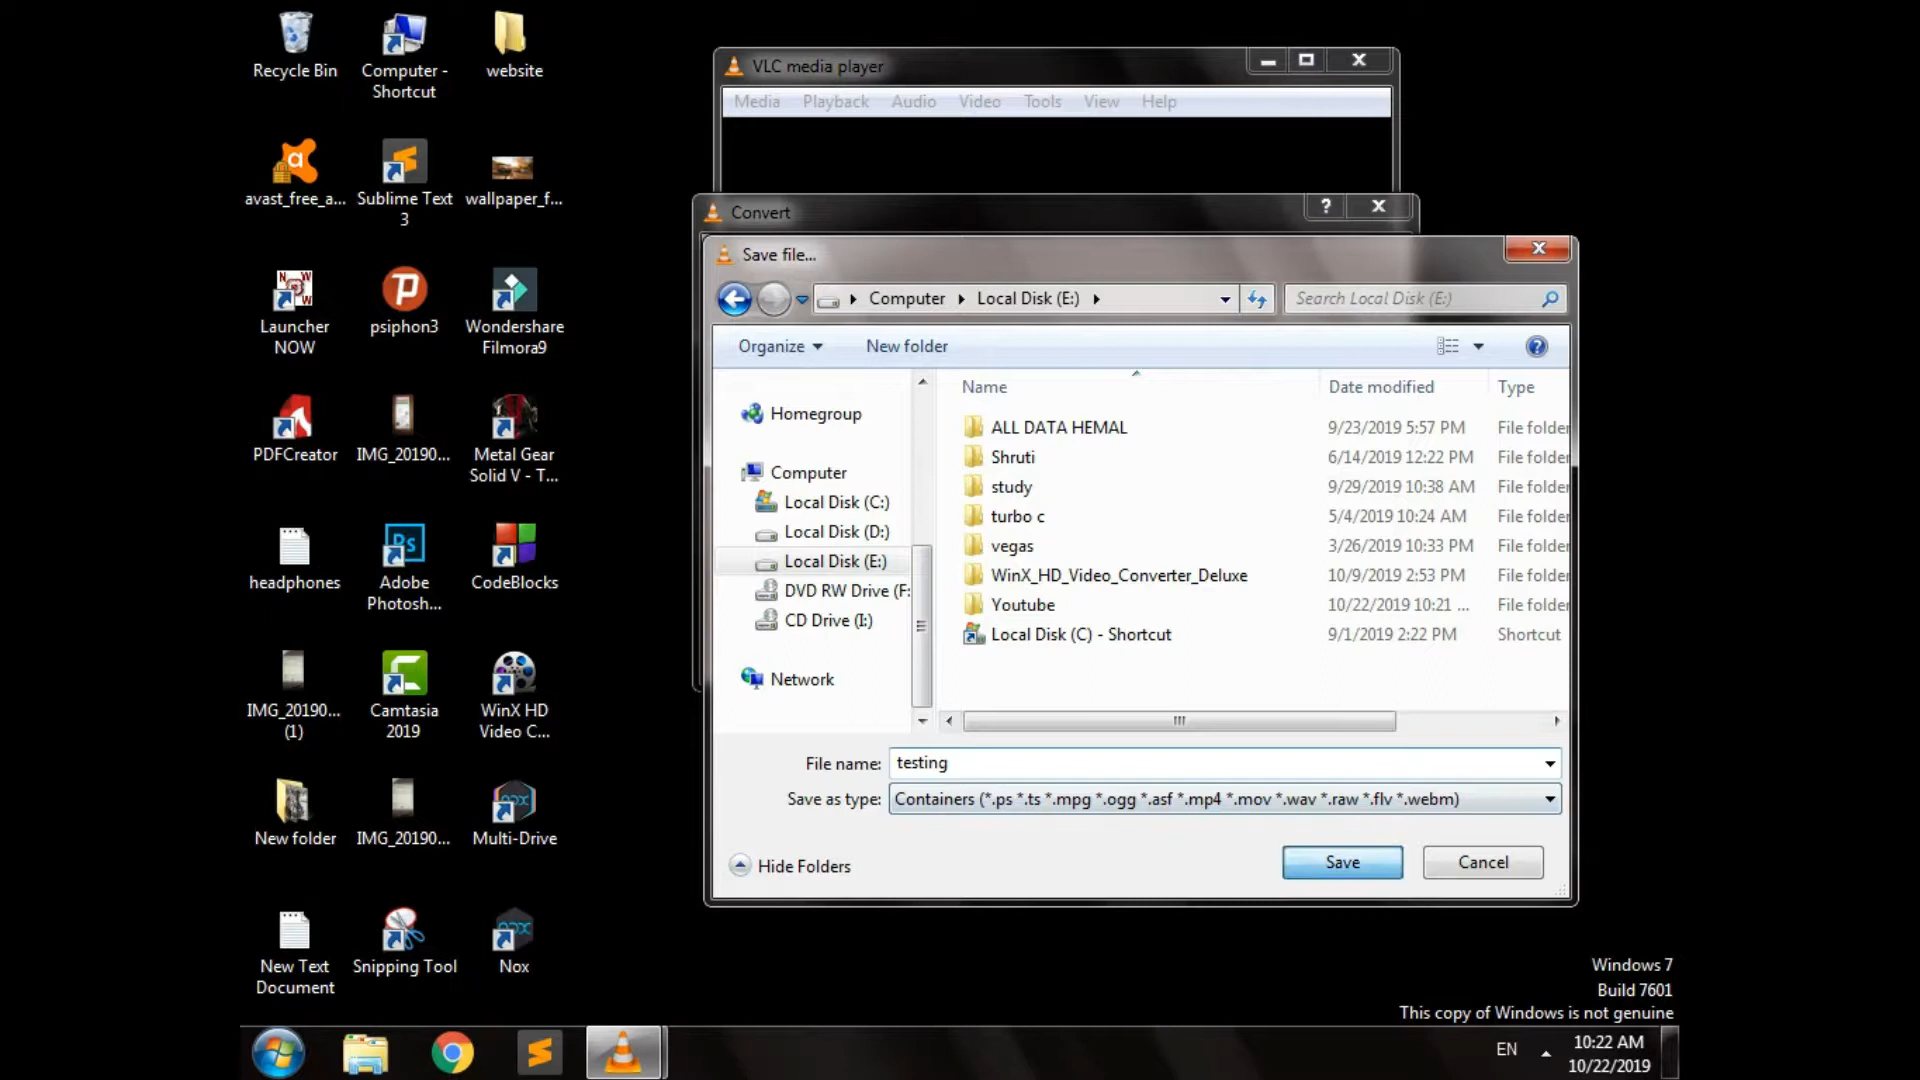 Recycle Bin
Computer -
Shortcut
website
avast_free_a...
Sublime Text
3
wallpaper_f...
Launcher
NOW
psiphon3
Wondershare
Filmora9
PDFCreator
IMG_20190...
Metal Gear
Solid V - T...
headphones
Adobe
Photosh...
CodeBlocks
IMG_20190...
(1)
Camtasia
2019
WinX HD
Video C...
New folder
IMG_20190...
Multi-Drive
New Text
Document
Snipping Tool
Nox
VLC media player
Media Playback Audio Video Tools View Help
Convert
Save file...
Computer Local Disk (E:)
Search Local Disk (E:)
Organize New folder
Homegroup
Computer
Local Disk (C:)
Local Disk (D:)
Local Disk (E:)
DVD RW Drive (F:
CD Drive (I:)
Network
Name Date modified Type
ALL DATA HEMAL 9/23/2019 5:57 PM File folder
Shruti 6/14/2019 12:22 PM File folder
study 9/29/2019 10:38 AM File folder
turbo c 5/4/2019 10:24 AM File folder
vegas 3/26/2019 10:33 PM File folder
WinX_HD_Video_Converter_Deluxe 10/9/2019 2:53 PM File folder
Youtube 10/22/2019 10:21 ... File folder
Local Disk (C) - Shortcut 9/1/2019 2:22 PM Shortcut
File name: testing
Save as type: Containers (*.ps *.ts *.mpg *.ogg *.asf *.mp4 *.mov *.wav *.raw *.flv *.webm)
Hide Folders
Save
Cancel
Windows 7
Build 7601
This copy of Windows is not genuine
EN
10:22 AM
10/22/2019